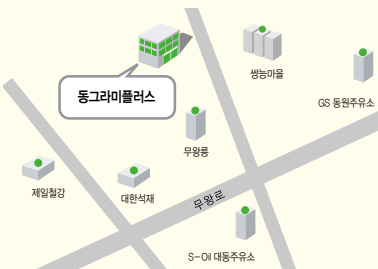 쌍능마을
동그라미플러스
GS 동원주유소
무왕릉
제일철강
대한석재
무왕로
S-Oil 대동주유소